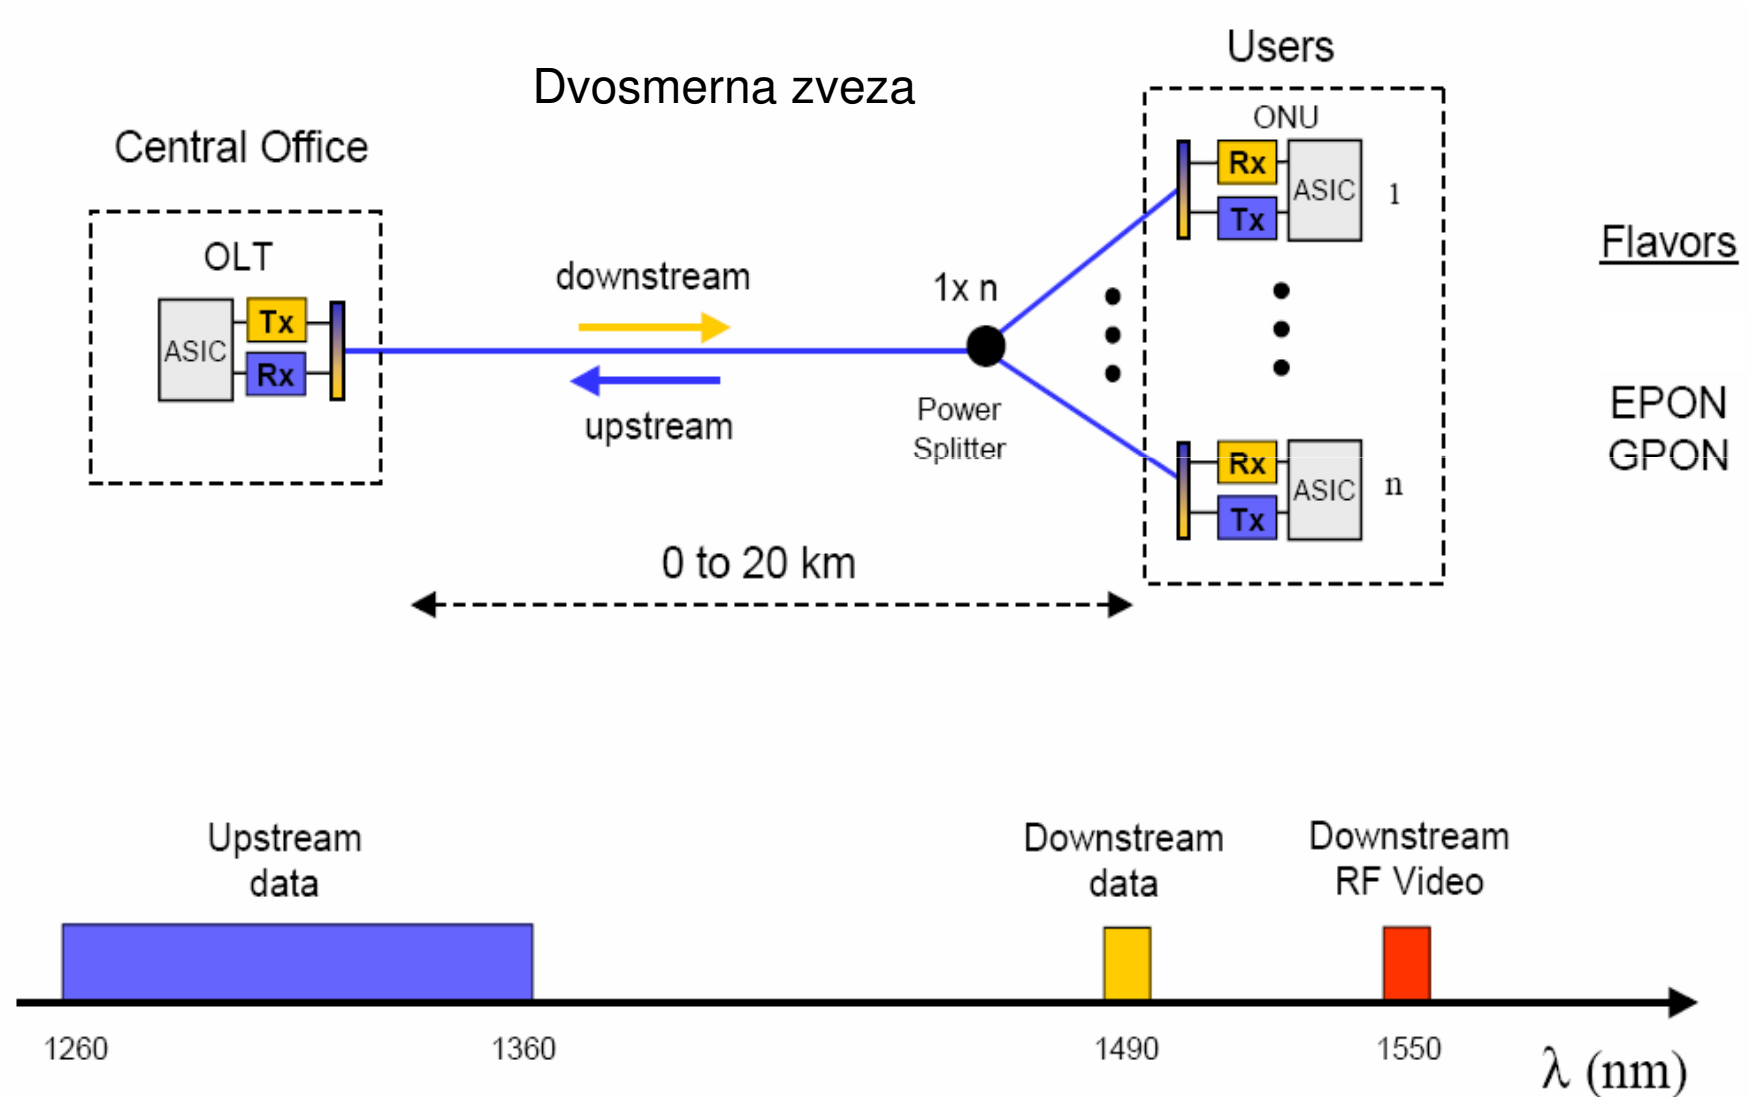 Dvosmerna zveza
Users
Central Office
ONU
Rx
ASIC
1
Tx
OLT
Tx
ASIC
Rx
downstream
upstream
1x n
Power
Splitter
Rx
ASIC
n
Tx
Flavors
EPON
GPON
0 to 20 km
Upstream
data
Downstream
data
Downstream
RF Video
1260
1360
1490
1550
λ (nm)